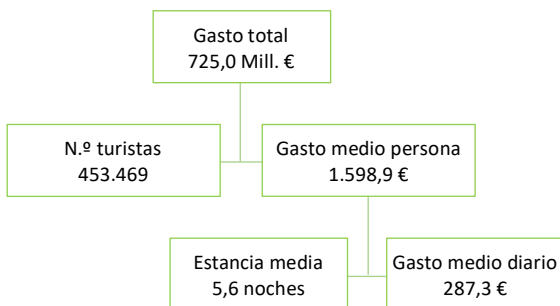 Gasto total
725,0 Mill. €
N.º turistas
453.469
Gasto medio persona
1.598,9 €
Estancia media
5,6 noches
Gasto medio diario
287,3 €